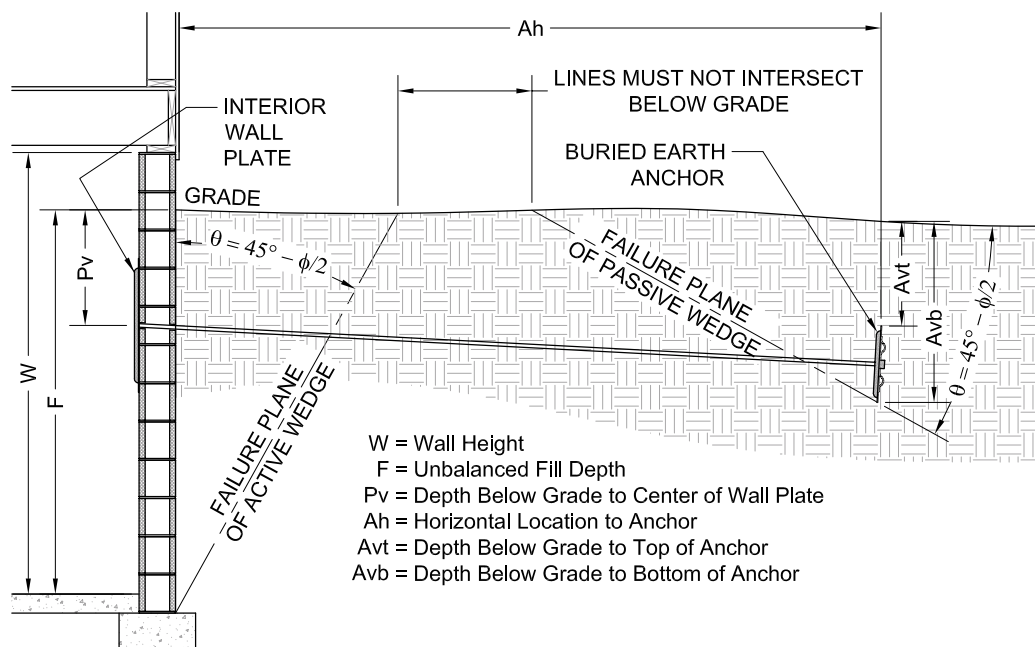 Ah
LINES MUST NOT INTERSECT
BELOW GRADE
INTERIOR
WALL
PLATE
BURIED EARTH
ANCHOR
GRADE
θ = 45° – ϕ/2
FAILURE PLANE
OF PASSIVE WEDGE
Pv
Avt
Avb
θ = 45° – ϕ/2
W
F
FAILURE PLANE
OF ACTIVE WEDGE
W = Wall Height
F = Unbalanced Fill Depth
Pv = Depth Below Grade to Center of Wall Plate
Ah = Horizontal Location to Anchor
Avt = Depth Below Grade to Top of Anchor
Avb = Depth Below Grade to Bottom of Anchor